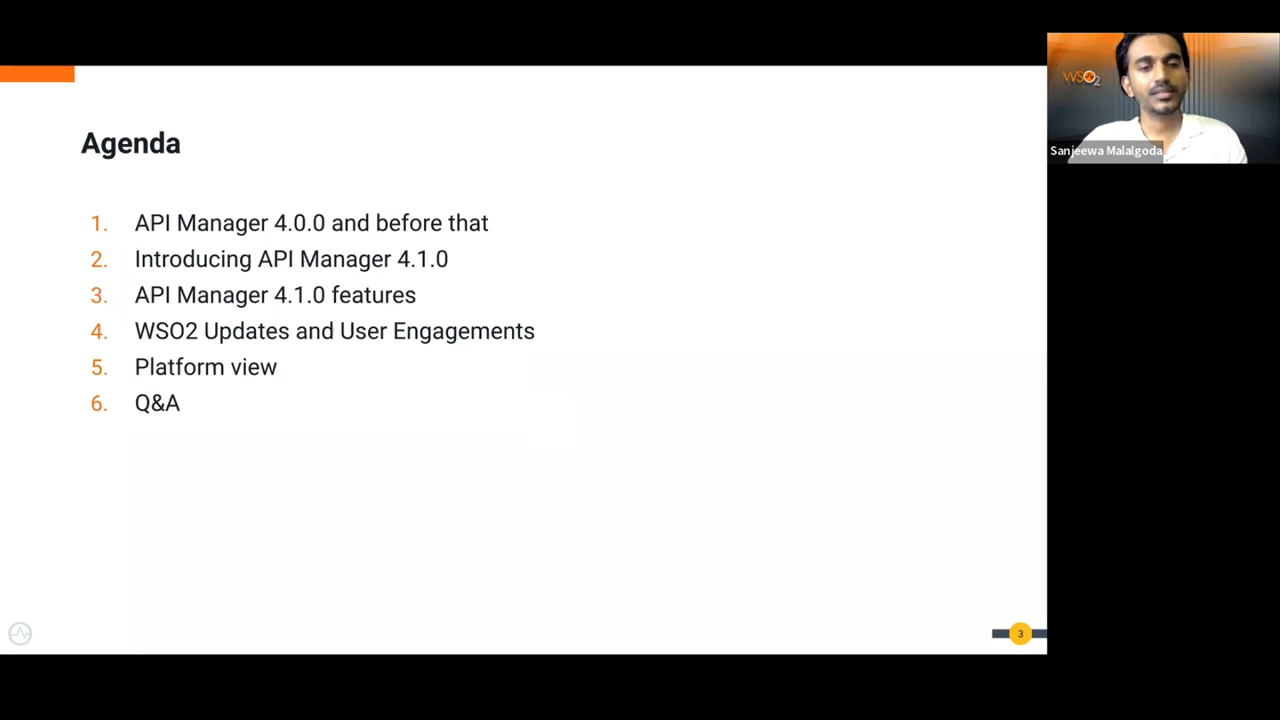 Agenda
1. API Manager 4.0.0 and before that
2. Introducing API Manager 4.1.0
3. API Manager 4.1.0 features
4. WSO2 Updates and User Engagements
5. Platform view
6. Q&A
3
WSO2
Sanjeewa Malalgoda